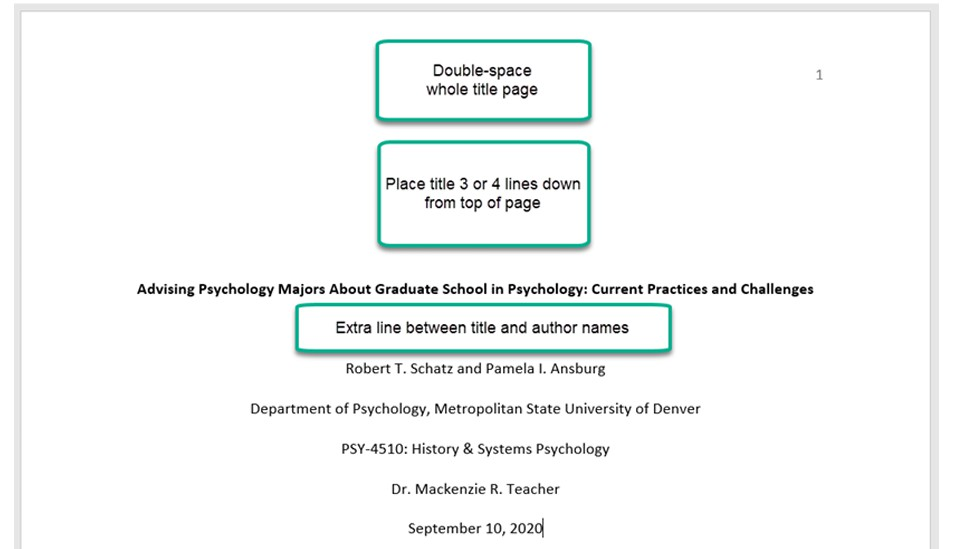 Double-space
whole title page
1
Place title 3 or 4 lines down
from top of page
Advising Psychology Majors About Graduate School in Psychology: Current Practices and Challenges
Extra line between title and author names
Robert T. Schatz and Pamela I. Ansburg
Department of Psychology, Metropolitan State University of Denver
PSY-4510: History & Systems Psychology
Dr. Mackenzie R. Teacher
September 10, 2020